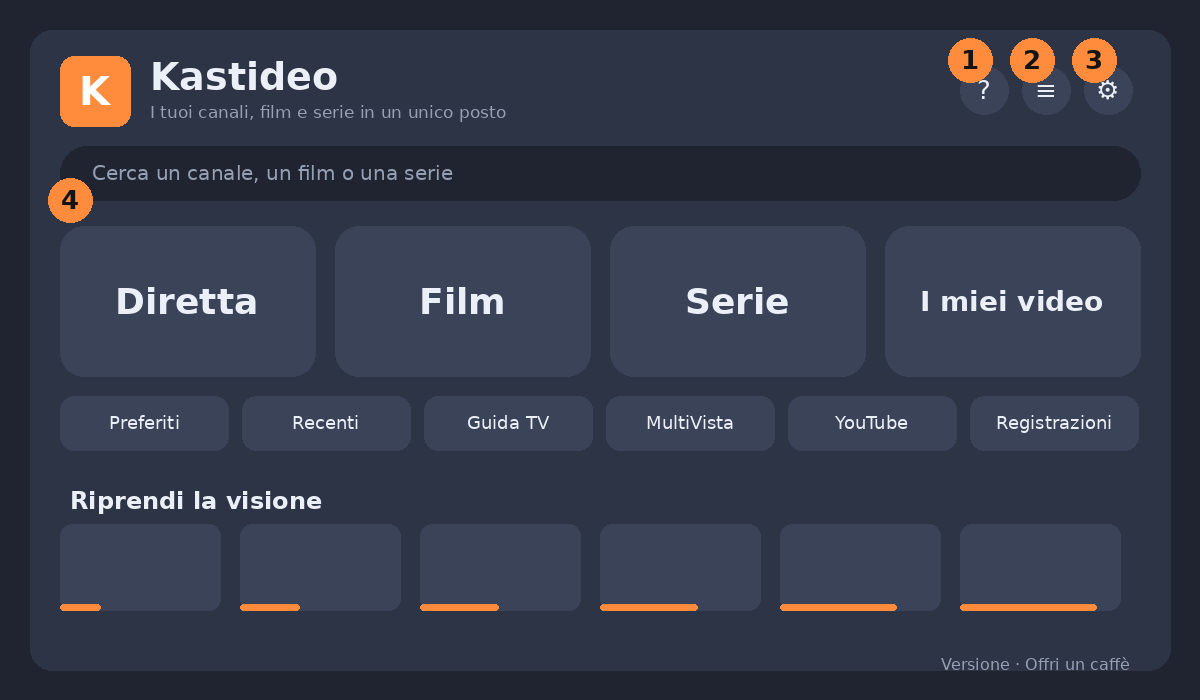 K
Kastideo
I tuoi canali, film e serie in un unico posto
1
2
3
?
≡
⚙
Cerca un canale, un film o una serie
4
Diretta
Film
Serie
I miei video
Preferiti
Recenti
Guida TV
MultiVista
YouTube
Registrazioni
Riprendi la visione
Versione · Offri un caffè